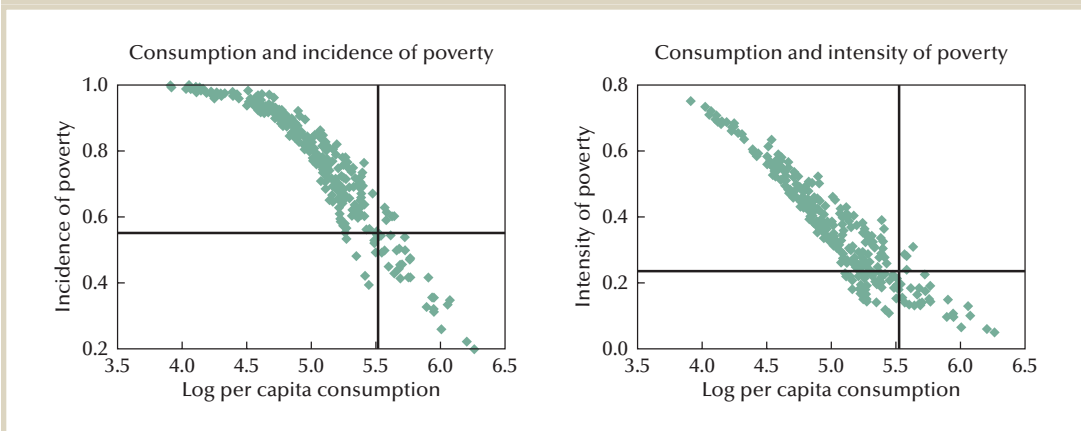 Consumption and incidence of poverty
1.0
0.8
0.6
0.4
0.2
Incidence of poverty
3.5 4.0 4.5 5.0 5.5 6.0 6.5
Log per capita consumption
Consumption and intensity of poverty
0.8
0.6
0.4
0.2
0.0
Intensity of poverty
3.5 4.0 4.5 5.0 5.5 6.0 6.5
Log per capita consumption